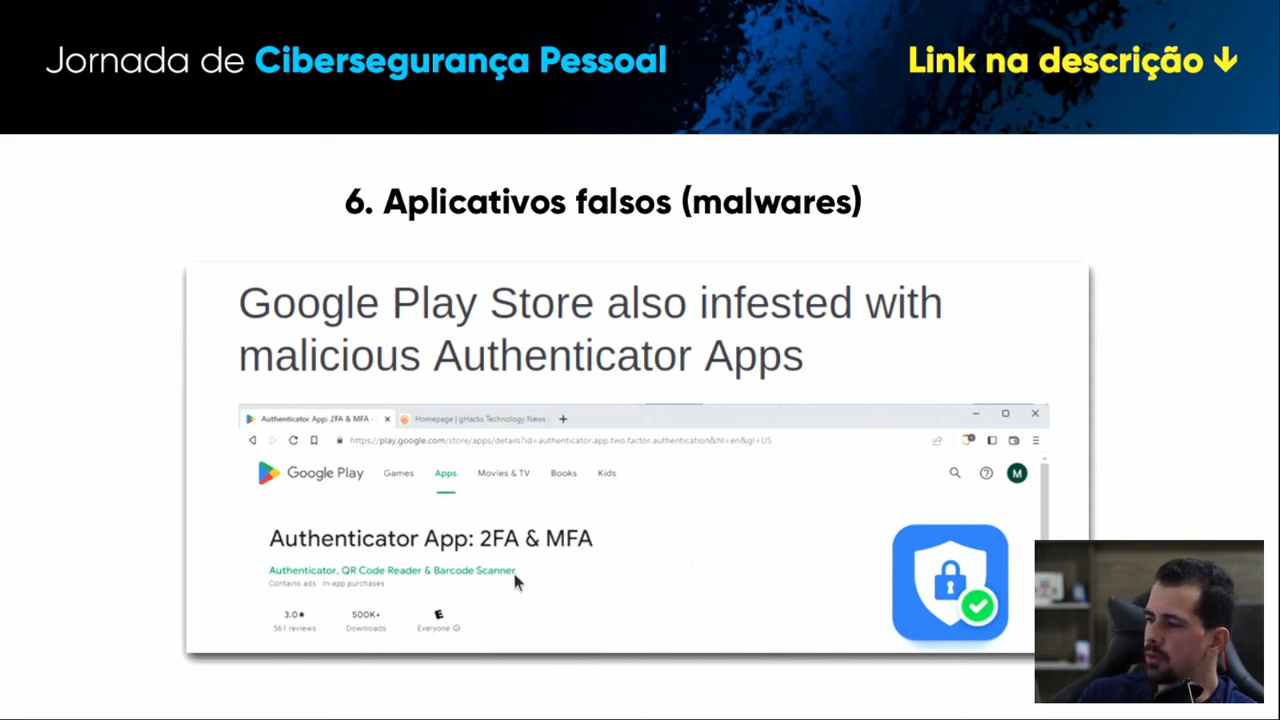 Jornada de Cibersegurança Pessoal
Link na descrição ↓
6. Aplicativos falsos (malwares)
Google Play Store also infested with
malicious Authenticator Apps
Authenticator App: 2FA & MFA -
Homepage | gHacks Technology News
https://play.google.com/store/apps/details?id=authenticator.app.two.factor.authentication&hl=en&gl=US
Google Play Games Apps Movies & TV Books Kids
M
Authenticator App: 2FA & MFA
Authenticator, QR Code Reader & Barcode Scanner
Contains ads · In-app purchases
3.0★ 500K+ E
561 reviews Downloads Everyone